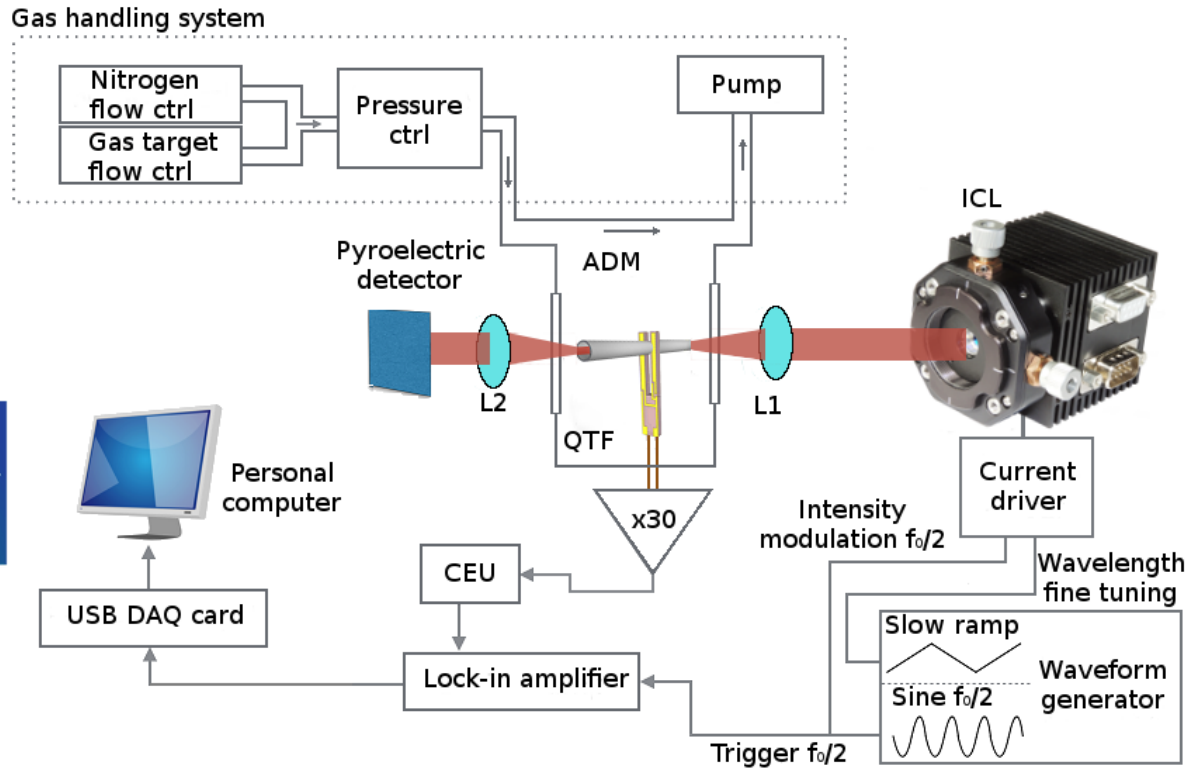 Gas handling system
Nitrogen
flow ctrl
Gas target
flow ctrl
Pressure
ctrl
Pump
ICL
Pyroelectric
detector
ADM
L2
L1
QTF
Personal
computer
x30
Current
driver
Intensity
modulation f₀/2
Wavelength
fine tuning
CEU
USB DAQ card
Lock-in amplifier
Slow ramp
Waveform
generator
Sine f₀/2
Trigger f₀/2